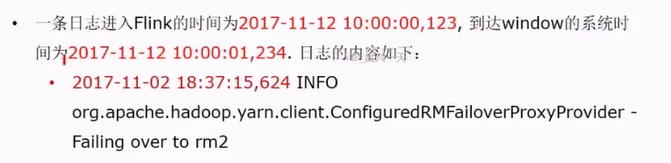 • 一条日志进入Flink的时间为2017-11-12 10:00:00,123, 到达window的系统时
间为2017-11-12 10:00:01,234. 日志的内容如下：
• 2017-11-02 18:37:15,624 INFO
org.apache.hadoop.yarn.client.ConfiguredRMFailoverProxyProvider -
Failing over to rm2